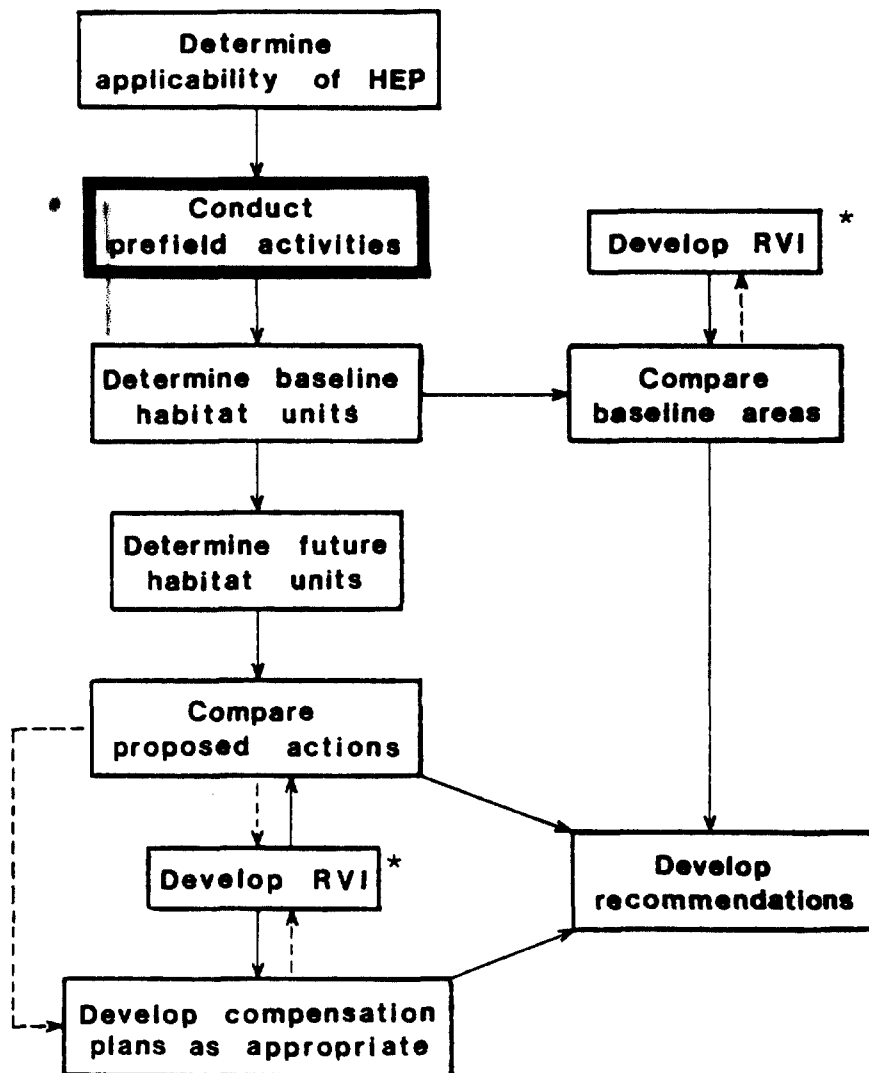 Determine
applicability of HEP
Conduct
prefield activities
Develop RVI *
Determine baseline
habitat units
Compare
baseline areas
Determine future
habitat units
Compare
proposed actions
Develop RVI *
Develop
recommendations
Develop compensation
plans as appropriate